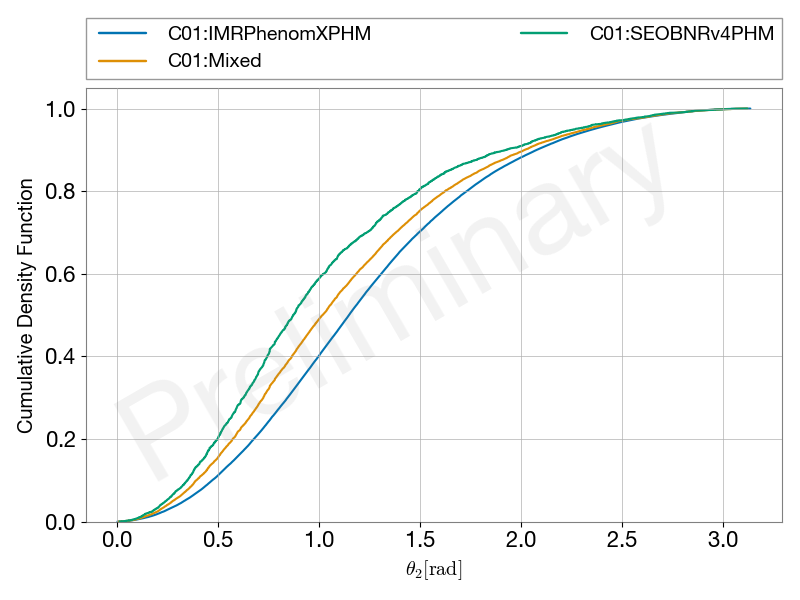 C01:IMRPhenomXPHM
C01:Mixed
C01:SEOBNRv4PHM
1.0
0.8
0.6
0.4
0.2
0.0
Cumulative Density Function
Preliminary
0.0 0.5 1.0 1.5 2.0 2.5 3.0
θ₂[rad]